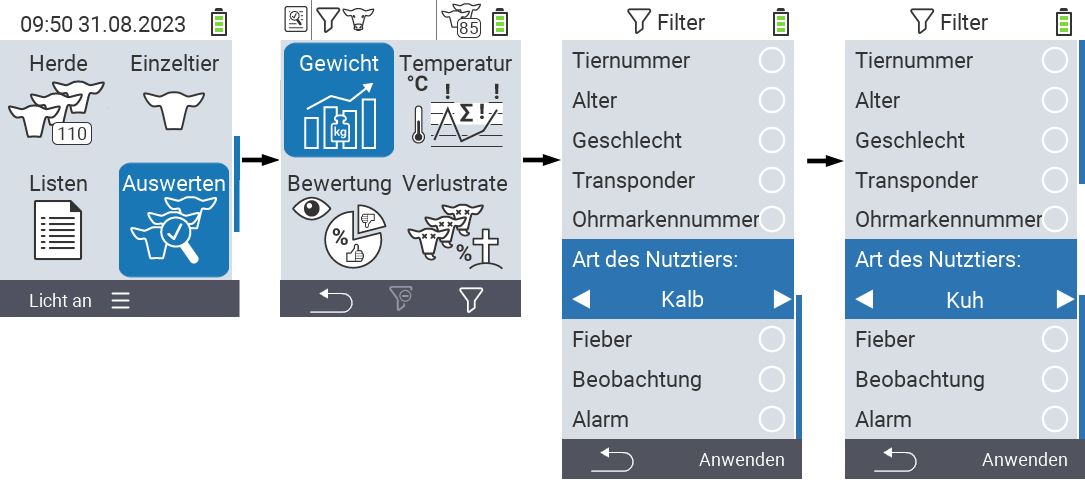 09:50 31.08.2023
Herde
Einzeltier
110
Listen
Auswerten
Licht an
85
Gewicht
Temperatur
kg
°C
! Σ ! !
Bewertung
Verlustrate
%
%
Filter
Tiernummer
Alter
Geschlecht
Transponder
Ohrmarkennummer
Art des Nutztiers:
Kalb
Fieber
Beobachtung
Alarm
Anwenden
Filter
Tiernummer
Alter
Geschlecht
Transponder
Ohrmarkennummer
Art des Nutztiers:
Kuh
Fieber
Beobachtung
Alarm
Anwenden